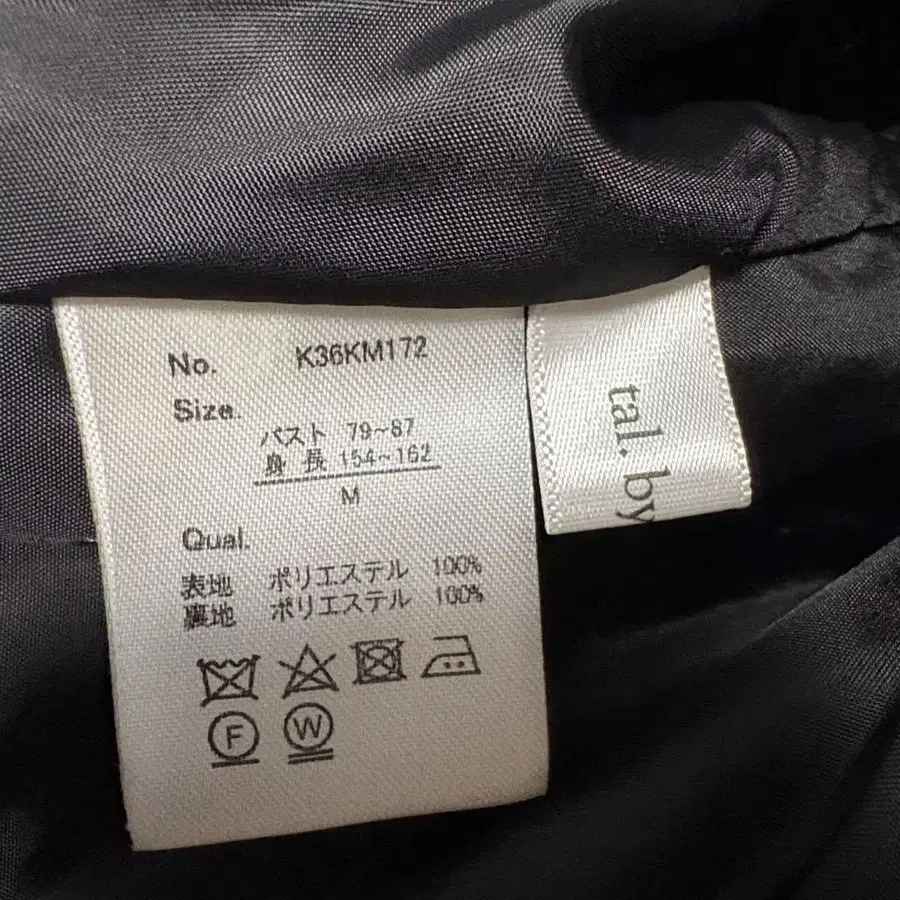 No. K36KM172
Size.
バスト 79~87
身長 154~162
M
Qual.
表地 ポリエステル 100%
裏地 ポリエステル 100%
F W
tal. by